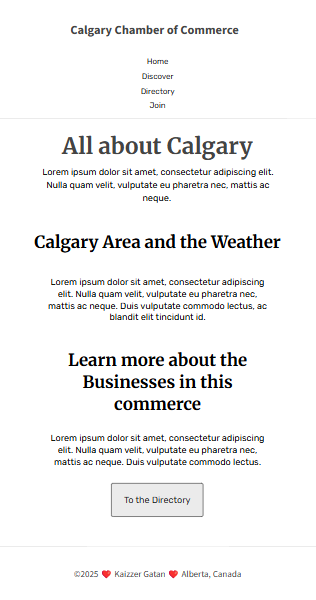 Calgary Chamber of Commerce
Home
Discover
Directory
Join
All about Calgary
Lorem ipsum dolor sit amet, consectetur adipiscing elit.
Nulla quam velit, vulputate eu pharetra nec, mattis ac
neque.
Calgary Area and the Weather
Lorem ipsum dolor sit amet, consectetur adipiscing
elit. Nulla quam velit, vulputate eu pharetra nec,
mattis ac neque. Duis vulputate commodo lectus, ac
blandit elit tincidunt id.
Learn more about the
Businesses in this
commerce
Lorem ipsum dolor sit amet, consectetur adipiscing
elit. Nulla quam velit, vulputate eu pharetra nec,
mattis ac neque. Duis vulputate commodo lectus.
To the Directory
©2025 ❤️ Kaizzer Gatan ❤️ Alberta, Canada